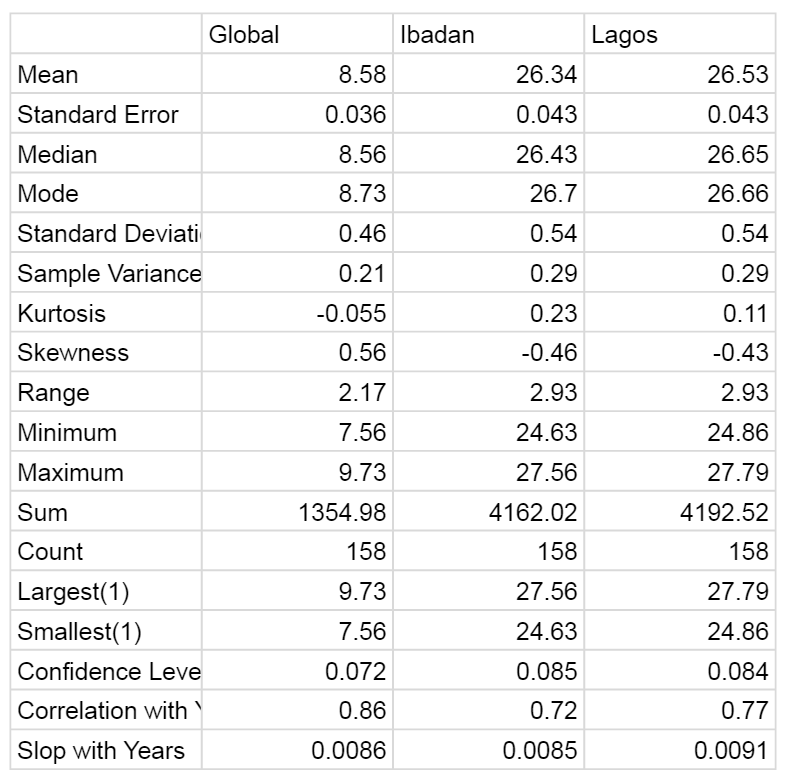 Global Ibadan Lagos
Mean 8.58 26.34 26.53
Standard Error 0.036 0.043 0.043
Median 8.56 26.43 26.65
Mode 8.73 26.7 26.66
Standard Deviati 0.46 0.54 0.54
Sample Variance 0.21 0.29 0.29
Kurtosis -0.055 0.23 0.11
Skewness 0.56 -0.46 -0.43
Range 2.17 2.93 2.93
Minimum 7.56 24.63 24.86
Maximum 9.73 27.56 27.79
Sum 1354.98 4162.02 4192.52
Count 158 158 158
Largest(1) 9.73 27.56 27.79
Smallest(1) 7.56 24.63 24.86
Confidence Leve 0.072 0.085 0.084
Correlation with 0.86 0.72 0.77
Slop with Years 0.0086 0.0085 0.0091